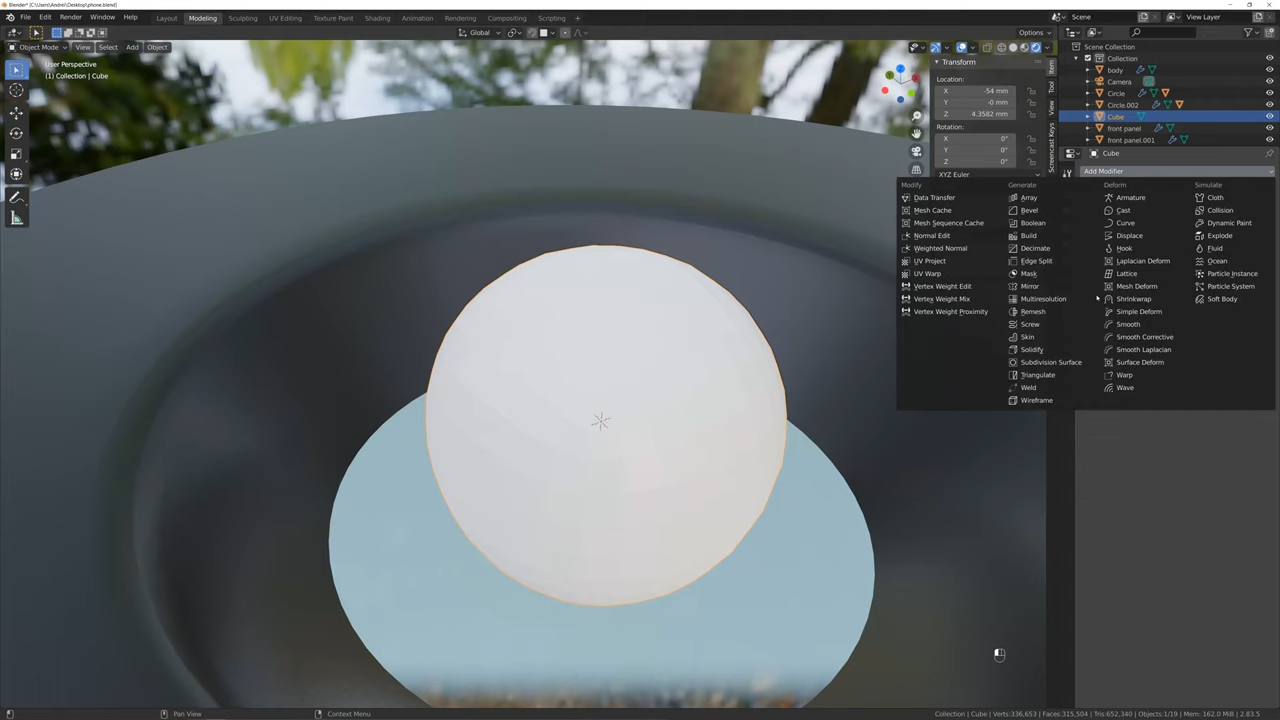 Blender* [C:\Users\Andrei\Desktop\phone.blend]
File Edit Render Window Help Layout Modeling Sculpting UV Editing Texture Paint Shading Animation Rendering Compositing Scripting Scene View Layer
Object Mode View Select Add Object Global Options
User Perspective
(1) Collection | Cube
Transform
Location:
X -54 mm
Y -0 mm
Z 4.3582 mm
Rotation:
X 0°
Y 0°
Z 0°
XYZ Euler
Item
Tool
View
Screencast Keys
Scene Collection
Collection
body
Camera
Circle
Circle.002
Cube
front panel
front panel.001
Cube
Add Modifier
Modify
Data Transfer
Mesh Cache
Mesh Sequence Cache
Normal Edit
Weighted Normal
UV Project
UV Warp
Vertex Weight Edit
Vertex Weight Mix
Vertex Weight Proximity
Generate
Array
Bevel
Boolean
Build
Decimate
Edge Split
Mask
Mirror
Multiresolution
Remesh
Screw
Skin
Solidify
Subdivision Surface
Triangulate
Weld
Wireframe
Deform
Armature
Cast
Curve
Displace
Hook
Laplacian Deform
Lattice
Mesh Deform
Shrinkwrap
Simple Deform
Smooth
Smooth Corrective
Smooth Laplacian
Surface Deform
Warp
Wave
Simulate
Cloth
Collision
Dynamic Paint
Explode
Fluid
Ocean
Particle Instance
Particle System
Soft Body
Pan View Context Menu Collection | Cube | Verts:336,653 | Faces:315,504 | Tris:652,340 | Objects:1/19 | Mem: 162.0 MiB | 2.83.5